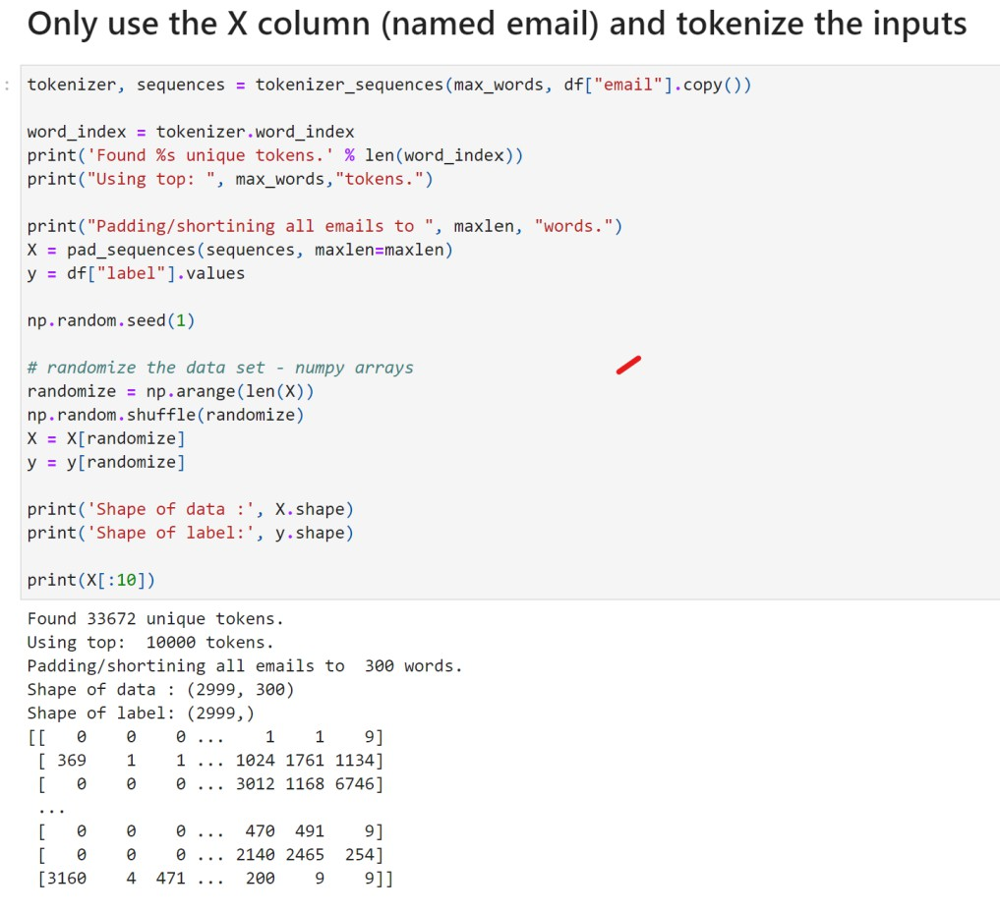 Only use the X column (named email) and tokenize the inputs
:
tokenizer, sequences = tokenizer_sequences(max_words, df["email"].copy())
word_index = tokenizer.word_index
print('Found %s unique tokens.' % len(word_index))
print("Using top: ", max_words,"tokens.")
print("Padding/shortining all emails to ", maxlen, "words.")
X = pad_sequences(sequences, maxlen=maxlen)
y = df["label"].values
np.random.seed(1)
# randomize the data set - numpy arrays
randomize = np.arange(len(X))
np.random.shuffle(randomize)
X = X[randomize]
y = y[randomize]
print('Shape of data :', X.shape)
print('Shape of label:', y.shape)
print(X[:10])
Found 33672 unique tokens.
Using top:  10000 tokens.
Padding/shortining all emails to  300 words.
Shape of data : (2999, 300)
Shape of label: (2999,)
[[   0    0    0 ...    1    1    9]
 [ 369    1    1 ... 1024 1761 1134]
 [   0    0    0 ... 3012 1168 6746]
 ...
 [   0    0    0 ...  470  491    9]
 [   0    0    0 ... 2140 2465  254]
 [3160    4  471 ...  200    9    9]]